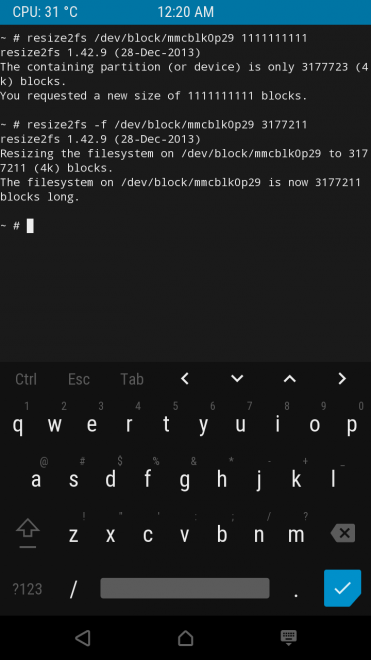 CPU: 31 °C 12:20 AM
~ # resize2fs /dev/block/mmcblk0p29 1111111111
resize2fs 1.42.9 (28-Dec-2013)
The containing partition (or device) is only 3177723 (4
k) blocks.
You requested a new size of 1111111111 blocks.
~ # resize2fs -f /dev/block/mmcblk0p29 3177211
resize2fs 1.42.9 (28-Dec-2013)
Resizing the filesystem on /dev/block/mmcblk0p29 to 317
7211 (4k) blocks.
The filesystem on /dev/block/mmcblk0p29 is now 3177211
blocks long.
~ #
Ctrl Esc Tab
1 2 3 4 5 6 7 8 9 0
q w e r t y u i o p
@ # $ % & * - + _
a s d f g h j k l
! " ' : ; / ?
z x c v b n m
?123 / .